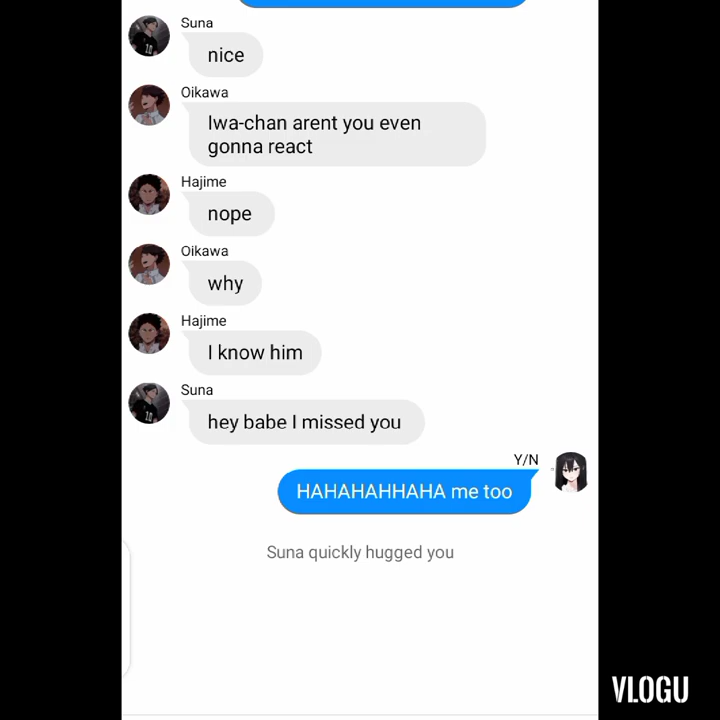 Suna
nice
Oikawa
Iwa-chan arent you even
gonna react
Hajime
nope
Oikawa
why
Hajime
I know him
Suna
hey babe I missed you
Y/N
HAHAHAHHAHA me too
Suna quickly hugged you
VLOGU